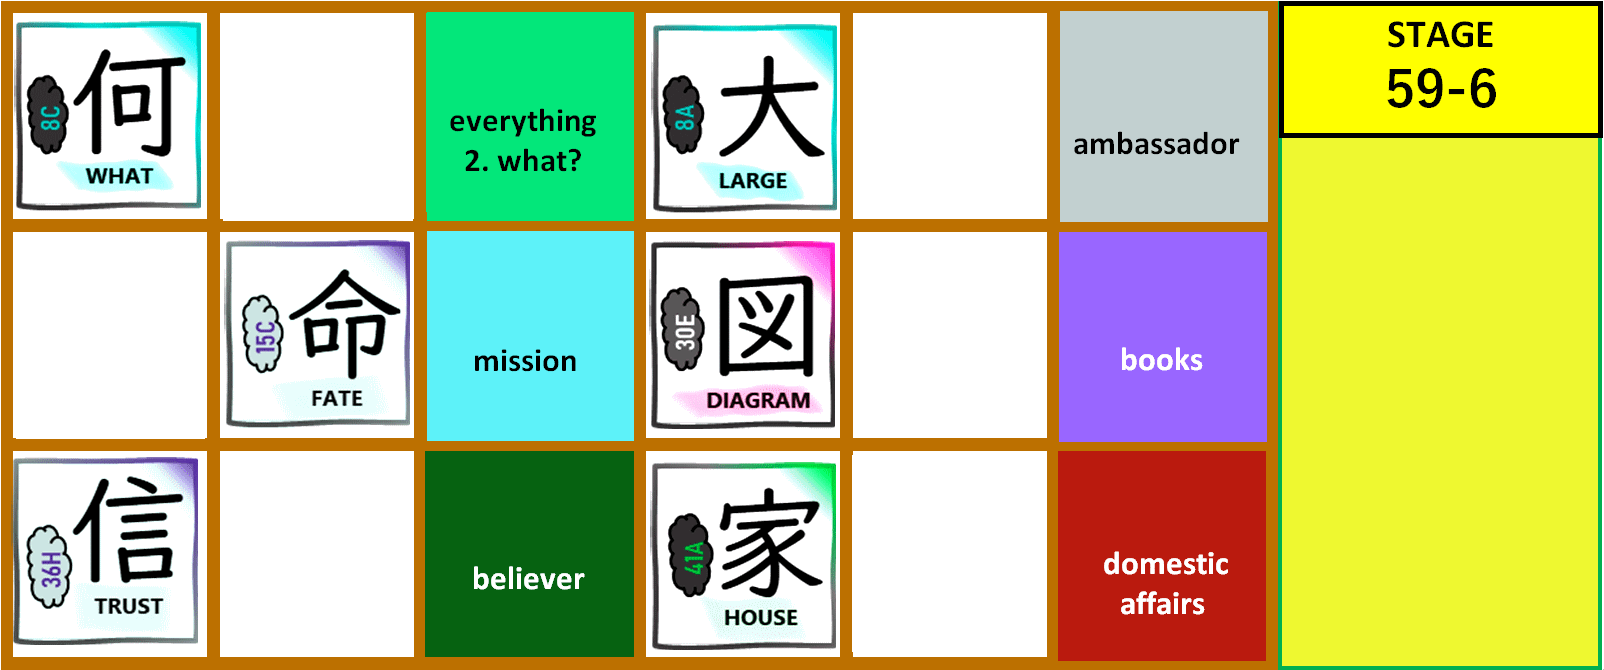 8C
何
WHAT
everything
2. what?
8A
大
LARGE
ambassador
STAGE
59-6
15C
命
FATE
mission
30E
図
DIAGRAM
books
36H
信
TRUST
believer
41A
家
HOUSE
domestic
affairs